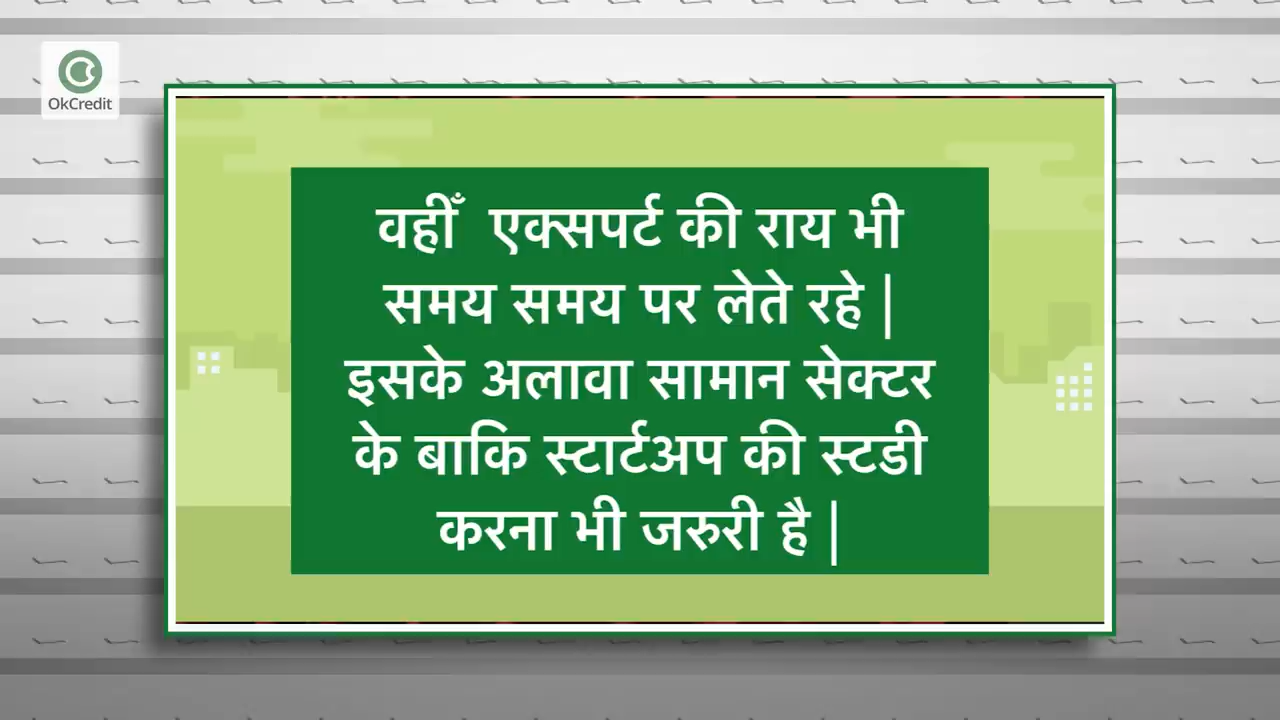 OkCredit
वहीँ  एक्सपर्ट की राय भी
समय समय पर लेते रहे |
इसके अलावा सामान सेक्टर
के बाकि स्टार्टअप की स्टडी
करना भी जरुरी है |